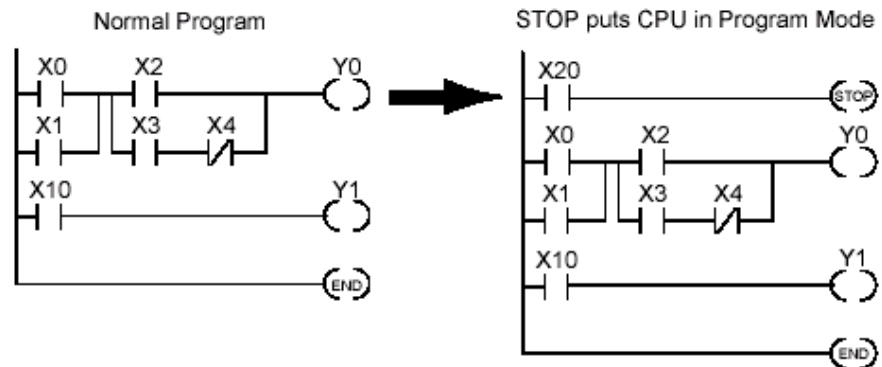 Normal Program
X0 X2 Y0
X1 X3 X4
X10 Y1
END
STOP puts CPU in Program Mode
X20
STOP
X0 X2 Y0
X1 X3 X4
X10 Y1
END